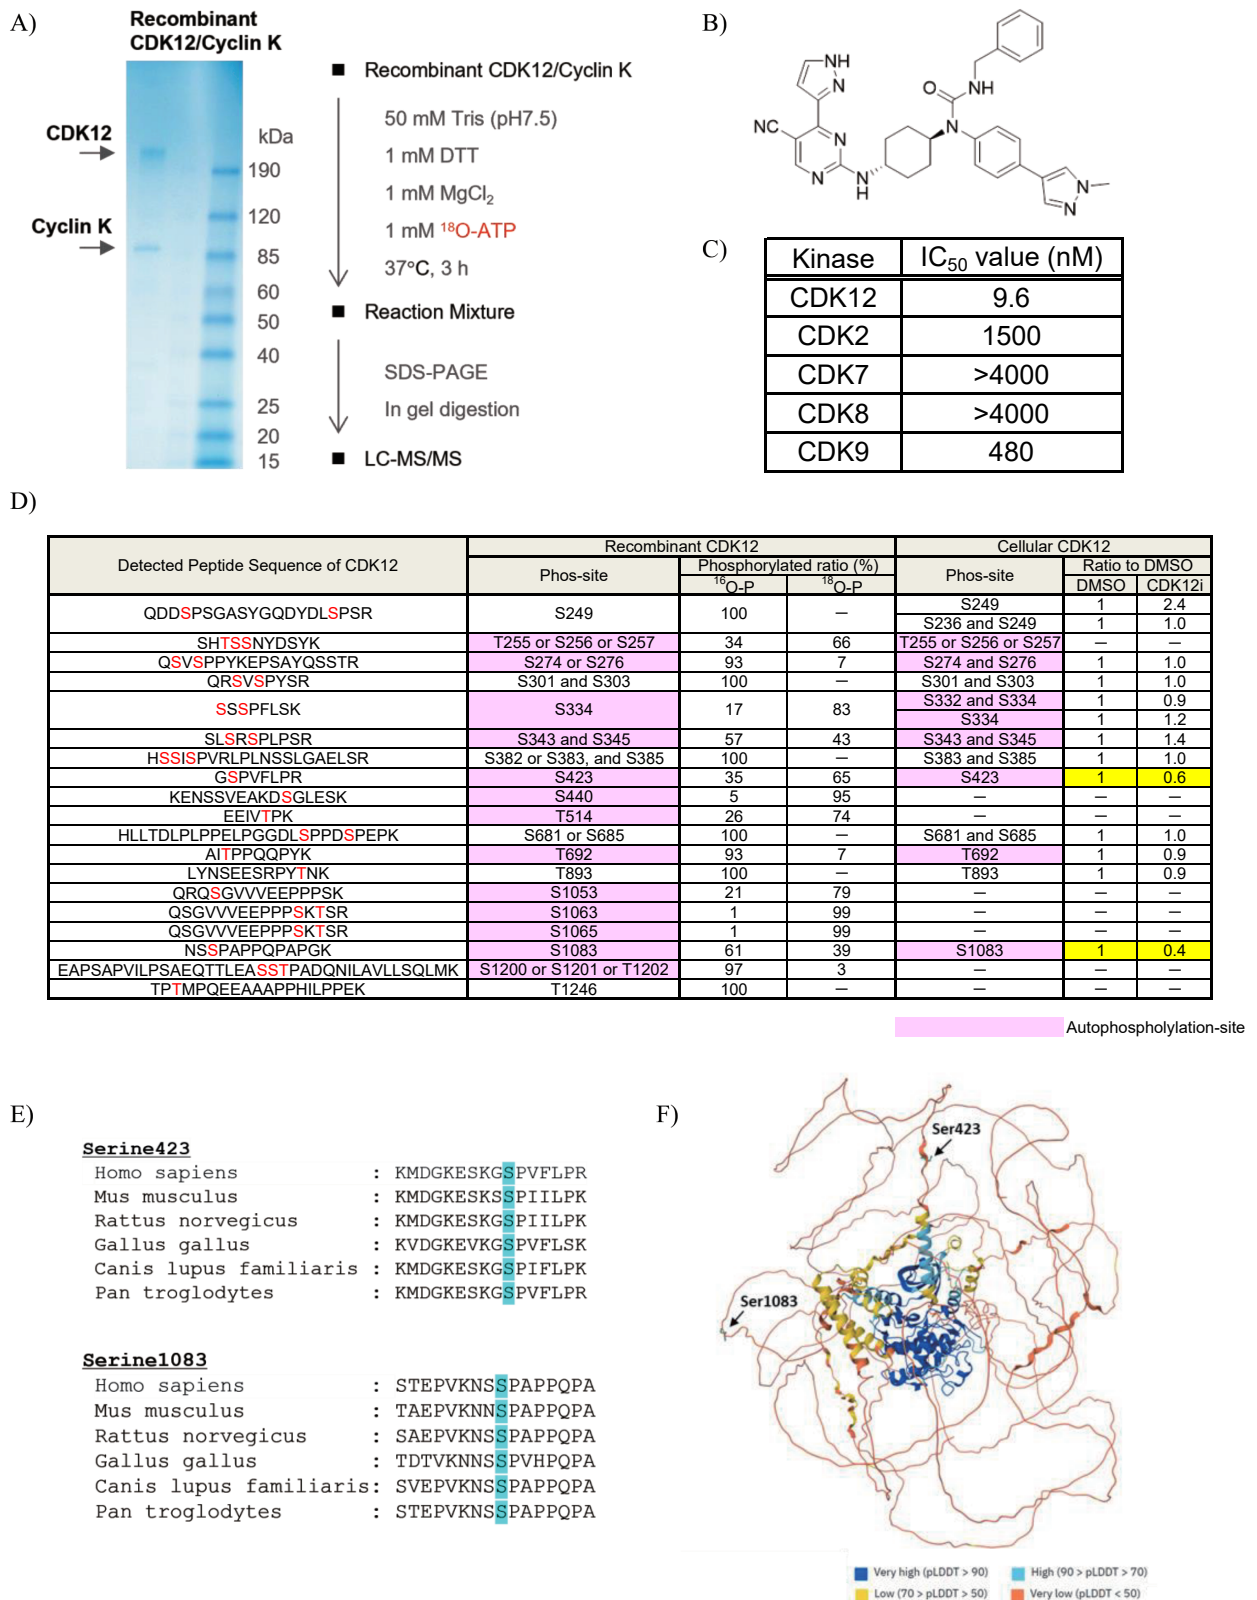 A)
Recombinant
CDK12/Cyclin K
CDK12
Cyclin K
kDa
190
120
85
60
50
40
25
20
15
■ Recombinant CDK12/Cyclin K
50 mM Tris (pH7.5)
1 mM DTT
1 mM MgCl2
1 mM 18O-ATP
37°C, 3 h
■ Reaction Mixture
SDS-PAGE
In gel digestion
■ LC-MS/MS
B)
NH
N
NC
N
N
N
H
O
NH
N
N
N
C)
Kinase IC50 value (nM)
CDK12 9.6
CDK2 1500
CDK7 >4000
CDK8 >4000
CDK9 480
D)
Detected Peptide Sequence of CDK12 Recombinant CDK12 Cellular CDK12
Phos-site Phosphorylated ratio (%) Phos-site Ratio to DMSO
16O-P 18O-P DMSO CDK12i
QDDSPSGASYGQDYDLSPSR S249 100 – S249 1 2.4
S236 and S249 1 1.0
SHTSSNYDSYK T255 or S256 or S257 34 66 T255 or S256 or S257 – –
QSVSPPYKEPSAYQSSTR S274 or S276 93 7 S274 and S276 1 1.0
QRSVSPYSR S301 and S303 100 – S301 and S303 1 1.0
SSSPFLSK S334 17 83 S332 and S334 1 0.9
S334 1 1.2
SLSRSPLPSR S343 and S345 57 43 S343 and S345 1 1.4
HSSISPVRLPLNSSLGAELSR S382 or S383, and S385 100 – S383 and S385 1 1.0
GSPVFLPR S423 35 65 S423 1 0.6
KENSSVEAKDSGLESK S440 5 95 – – –
EEIVTPK T514 26 74 – – –
HLLTDLPLPPELPGGDLSPPDSPEPK S681 or S685 100 – S681 and S685 1 1.0
AITPPQQPYK T692 93 7 T692 1 0.9
LYNSEESRPYTNK T893 100 – T893 1 0.9
QRQSGVVVEEPPPSK S1053 21 79 – – –
QSGVVVEEPPPSKTSR S1063 1 99 – – –
QSGVVVEEPPPSKTSR S1065 1 99 – – –
NSSPAPPQPAPGK S1083 61 39 S1083 1 0.4
EAPSAPVILPSAEQTTLEASSTPADQNILAVLLSQLMK S1200 or S1201 or T1202 97 3 – – –
TPTMPQEEAAAPPHILPPEK T1246 100 – – – –
Autophospholylation-site
E)
Serine423
Homo sapiens : KMDGKESKGSPVFLPR
Mus musculus : KMDGKESKSSPIILPK
Rattus norvegicus : KMDGKESKGSPIILPK
Gallus gallus : KVDGKEVKGSPVFLSK
Canis lupus familiaris : KMDGKESKGSPIFLPK
Pan troglodytes : KMDGKESKGSPVFLPR
Serine1083
Homo sapiens : STEPVKNSSPAPPQPA
Mus musculus : TAEPVKNNSPAPPQPA
Rattus norvegicus : SAEPVKNSSPAPPQPA
Gallus gallus : TDTVKNNSSPVHPQPA
Canis lupus familiaris: SVEPVKNSSPAPPQPA
Pan troglodytes : STEPVKNSSPAPPQPA
F)
Ser423
Ser1083
Very high (pLDDT > 90)
High (90 > pLDDT > 70)
Low (70 > pLDDT > 50)
Very low (pLDDT < 50)